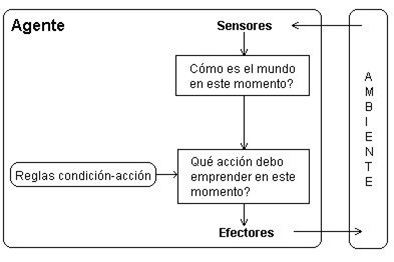 Agente
Sensores
Cómo es el mundo
en este momento?
AMBIENTE
Reglas condición-acción
Qué acción debo
emprender en este
momento?
Efectores